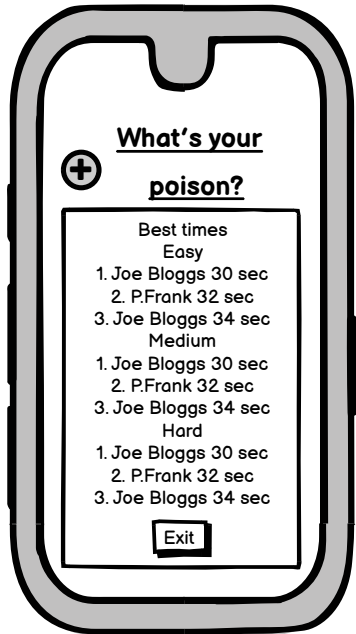 What's your
poison?
Best times
Easy
1. Joe Bloggs 30 sec
2. P.Frank 32 sec
3. Joe Bloggs 34 sec
Medium
1. Joe Bloggs 30 sec
2. P.Frank 32 sec
3. Joe Bloggs 34 sec
Hard
1. Joe Bloggs 30 sec
2. P.Frank 32 sec
3. Joe Bloggs 34 sec
Exit